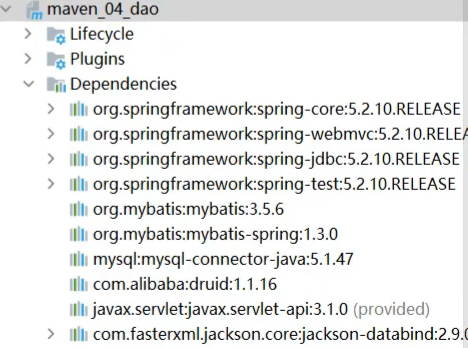 maven_04_dao
Lifecycle
Plugins
Dependencies
org.springframework:spring-core:5.2.10.RELEASE
org.springframework:spring-webmvc:5.2.10.RELEA
org.springframework:spring-jdbc:5.2.10.RELEASE
org.springframework:spring-test:5.2.10.RELEASE
org.mybatis:mybatis:3.5.6
org.mybatis:mybatis-spring:1.3.0
mysql:mysql-connector-java:5.1.47
com.alibaba:druid:1.1.16
javax.servlet:javax.servlet-api:3.1.0 (provided)
com.fasterxml.jackson.core:jackson-databind:2.9.0